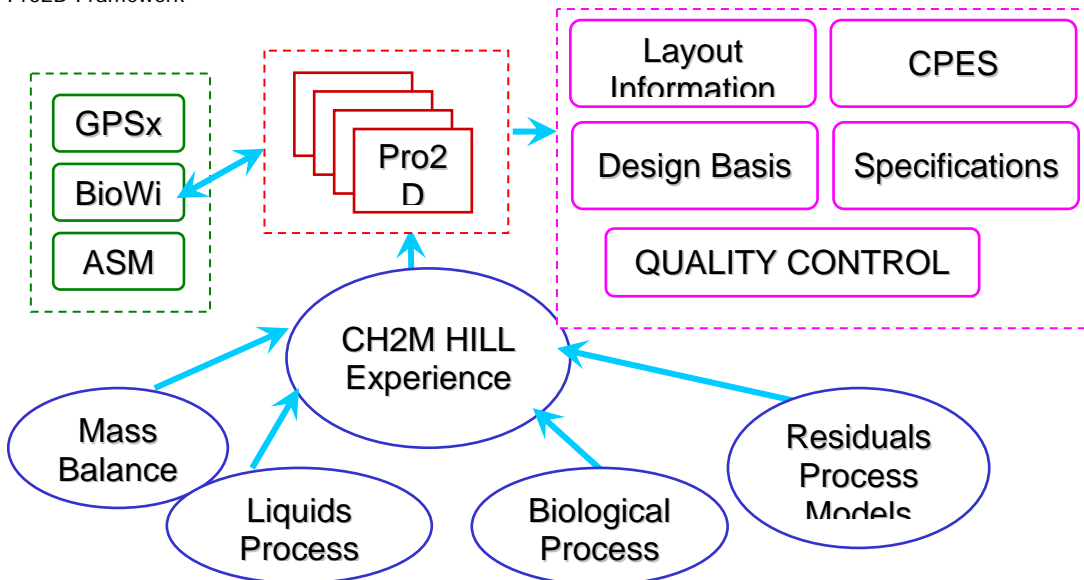 Pro2D Framework
Layout
Information
CPES
GPSx
Pro2
D
Design Basis
Specifications
BioWi
ASM
QUALITY CONTROL
CH2M HILL
Experience
Mass
Balance
Residuals
Process
Models
Liquids
Process
Biological
Process